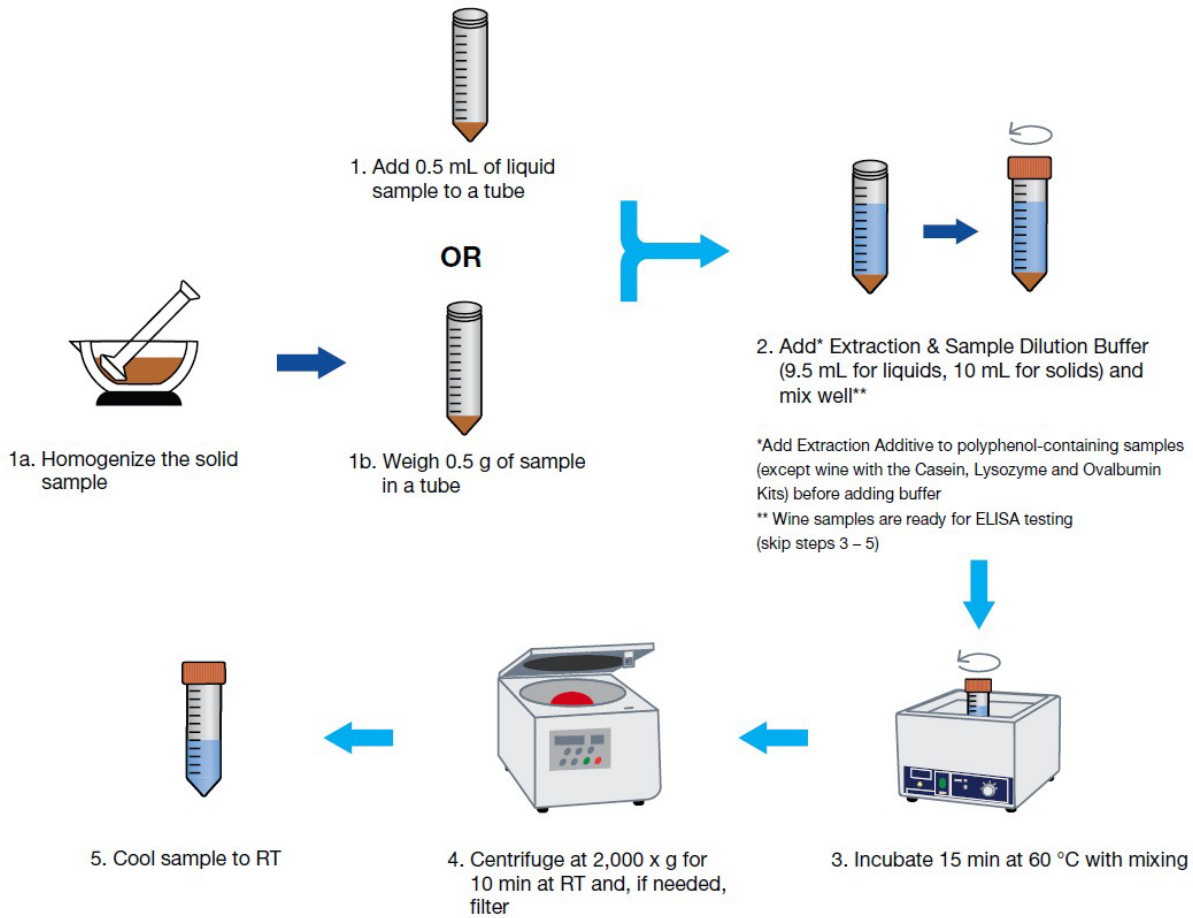 1. Add 0.5 mL of liquid
sample to a tube
OR
1a. Homogenize the solid
sample
1b. Weigh 0.5 g of sample
in a tube
2. Add* Extraction & Sample Dilution Buffer
(9.5 mL for liquids, 10 mL for solids) and
mix well**
*Add Extraction Additive to polyphenol-containing samples
(except wine with the Casein, Lysozyme and Ovalbumin
Kits) before adding buffer
** Wine samples are ready for ELISA testing
(skip steps 3 – 5)
3. Incubate 15 min at 60 °C with mixing
4. Centrifuge at 2,000 x g for
10 min at RT and, if needed,
filter
5. Cool sample to RT